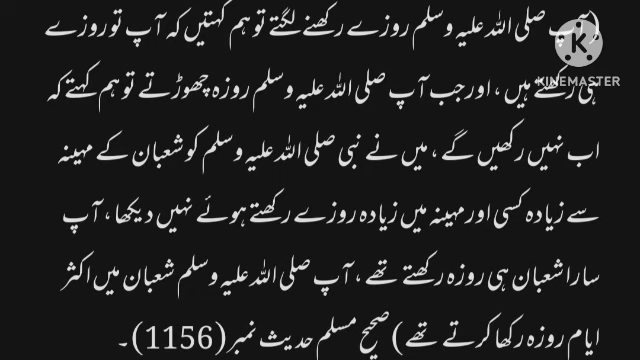 (آپ صلی اللہ علیہ وسلم روزے رکھنے لگتے تو ہم کہتیں کہ آپ تو روزے
ہی رکھتے ہیں ، اور جب آپ صلی اللہ علیہ وسلم روزہ چھوڑتے تو ہم کہتے کہ
اب نہیں رکھیں گے ، میں نے نبی صلی اللہ علیہ وسلم کو شعبان کے مہینہ
سے زیادہ کسی اور مہینہ میں زیادہ روزے رکھتے ہوئے نہیں دیکھا ، آپ
سارا شعبان ہی روزہ رکھتے تھے ، آپ صلی اللہ علیہ وسلم شعبان میں اکثر
ایام روزہ رکھا کرتے تھے) صحیح مسلم حدیث نمبر (1156)۔
KINEMASTER